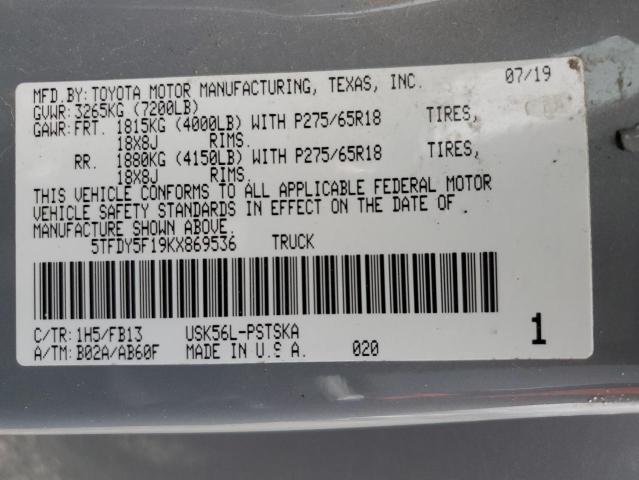 MFD.BY:TOYOTA MOTOR MANUFACTURING, TEXAS, INC. 07/19
GVWR:3265KG (7200LB)
GAWR:FRT. 1815KG (4000LB) WITH P275/65R18 TIRES,
18X8J RIMS.
RR. 1880KG (4150LB) WITH P275/65R18 TIRES,
18X8J RIMS.
THIS VEHICLE CONFORMS TO ALL APPLICABLE FEDERAL MOTOR
VEHICLE SAFETY STANDARDS IN EFFECT ON THE DATE OF
MANUFACTURE SHOWN ABOVE.
5TFDY5F19KX869536 TRUCK
C/TR:1H5/FB13 USK56L-PSTSKA
A/TM:B02A/AB60F MADE IN U.S.A. 020 1